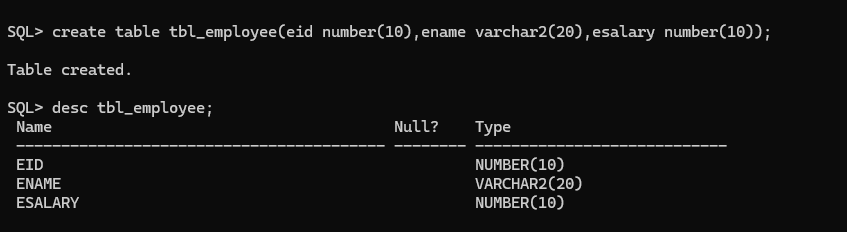 SQL> create table tbl_employee(eid number(10),ename varchar2(20),esalary number(10));
Table created.
SQL> desc tbl_employee;
Name                                      Null?    Type
----------------------------------------- -------- ----------------------------
EID                                                NUMBER(10)
ENAME                                              VARCHAR2(20)
ESALARY                                            NUMBER(10)